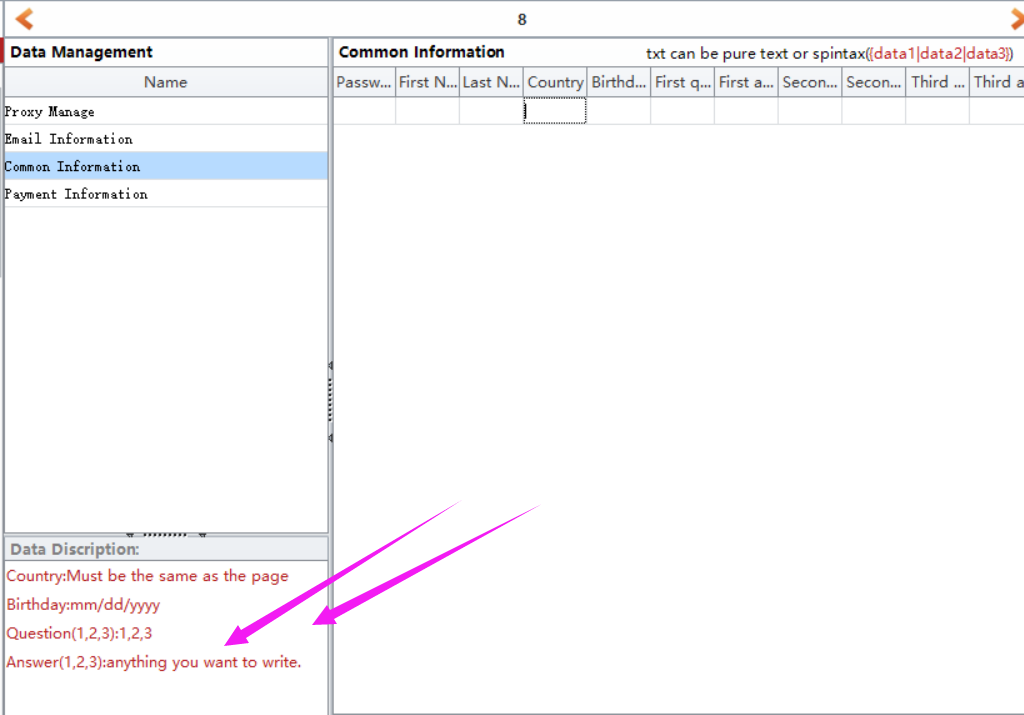 8
Data Management
Name
Proxy Manage
Email Information
Common Information
Payment Information
Common Information txt can be pure text or spintax({data1|data2|data3})
Passw... First N... Last N... Country Birthd... First q... First a... Secon... Secon... Third ... Third a
Data Discription:
Country:Must be the same as the page
Birthday:mm/dd/yyyy
Question(1,2,3):1,2,3
Answer(1,2,3):anything you want to write.